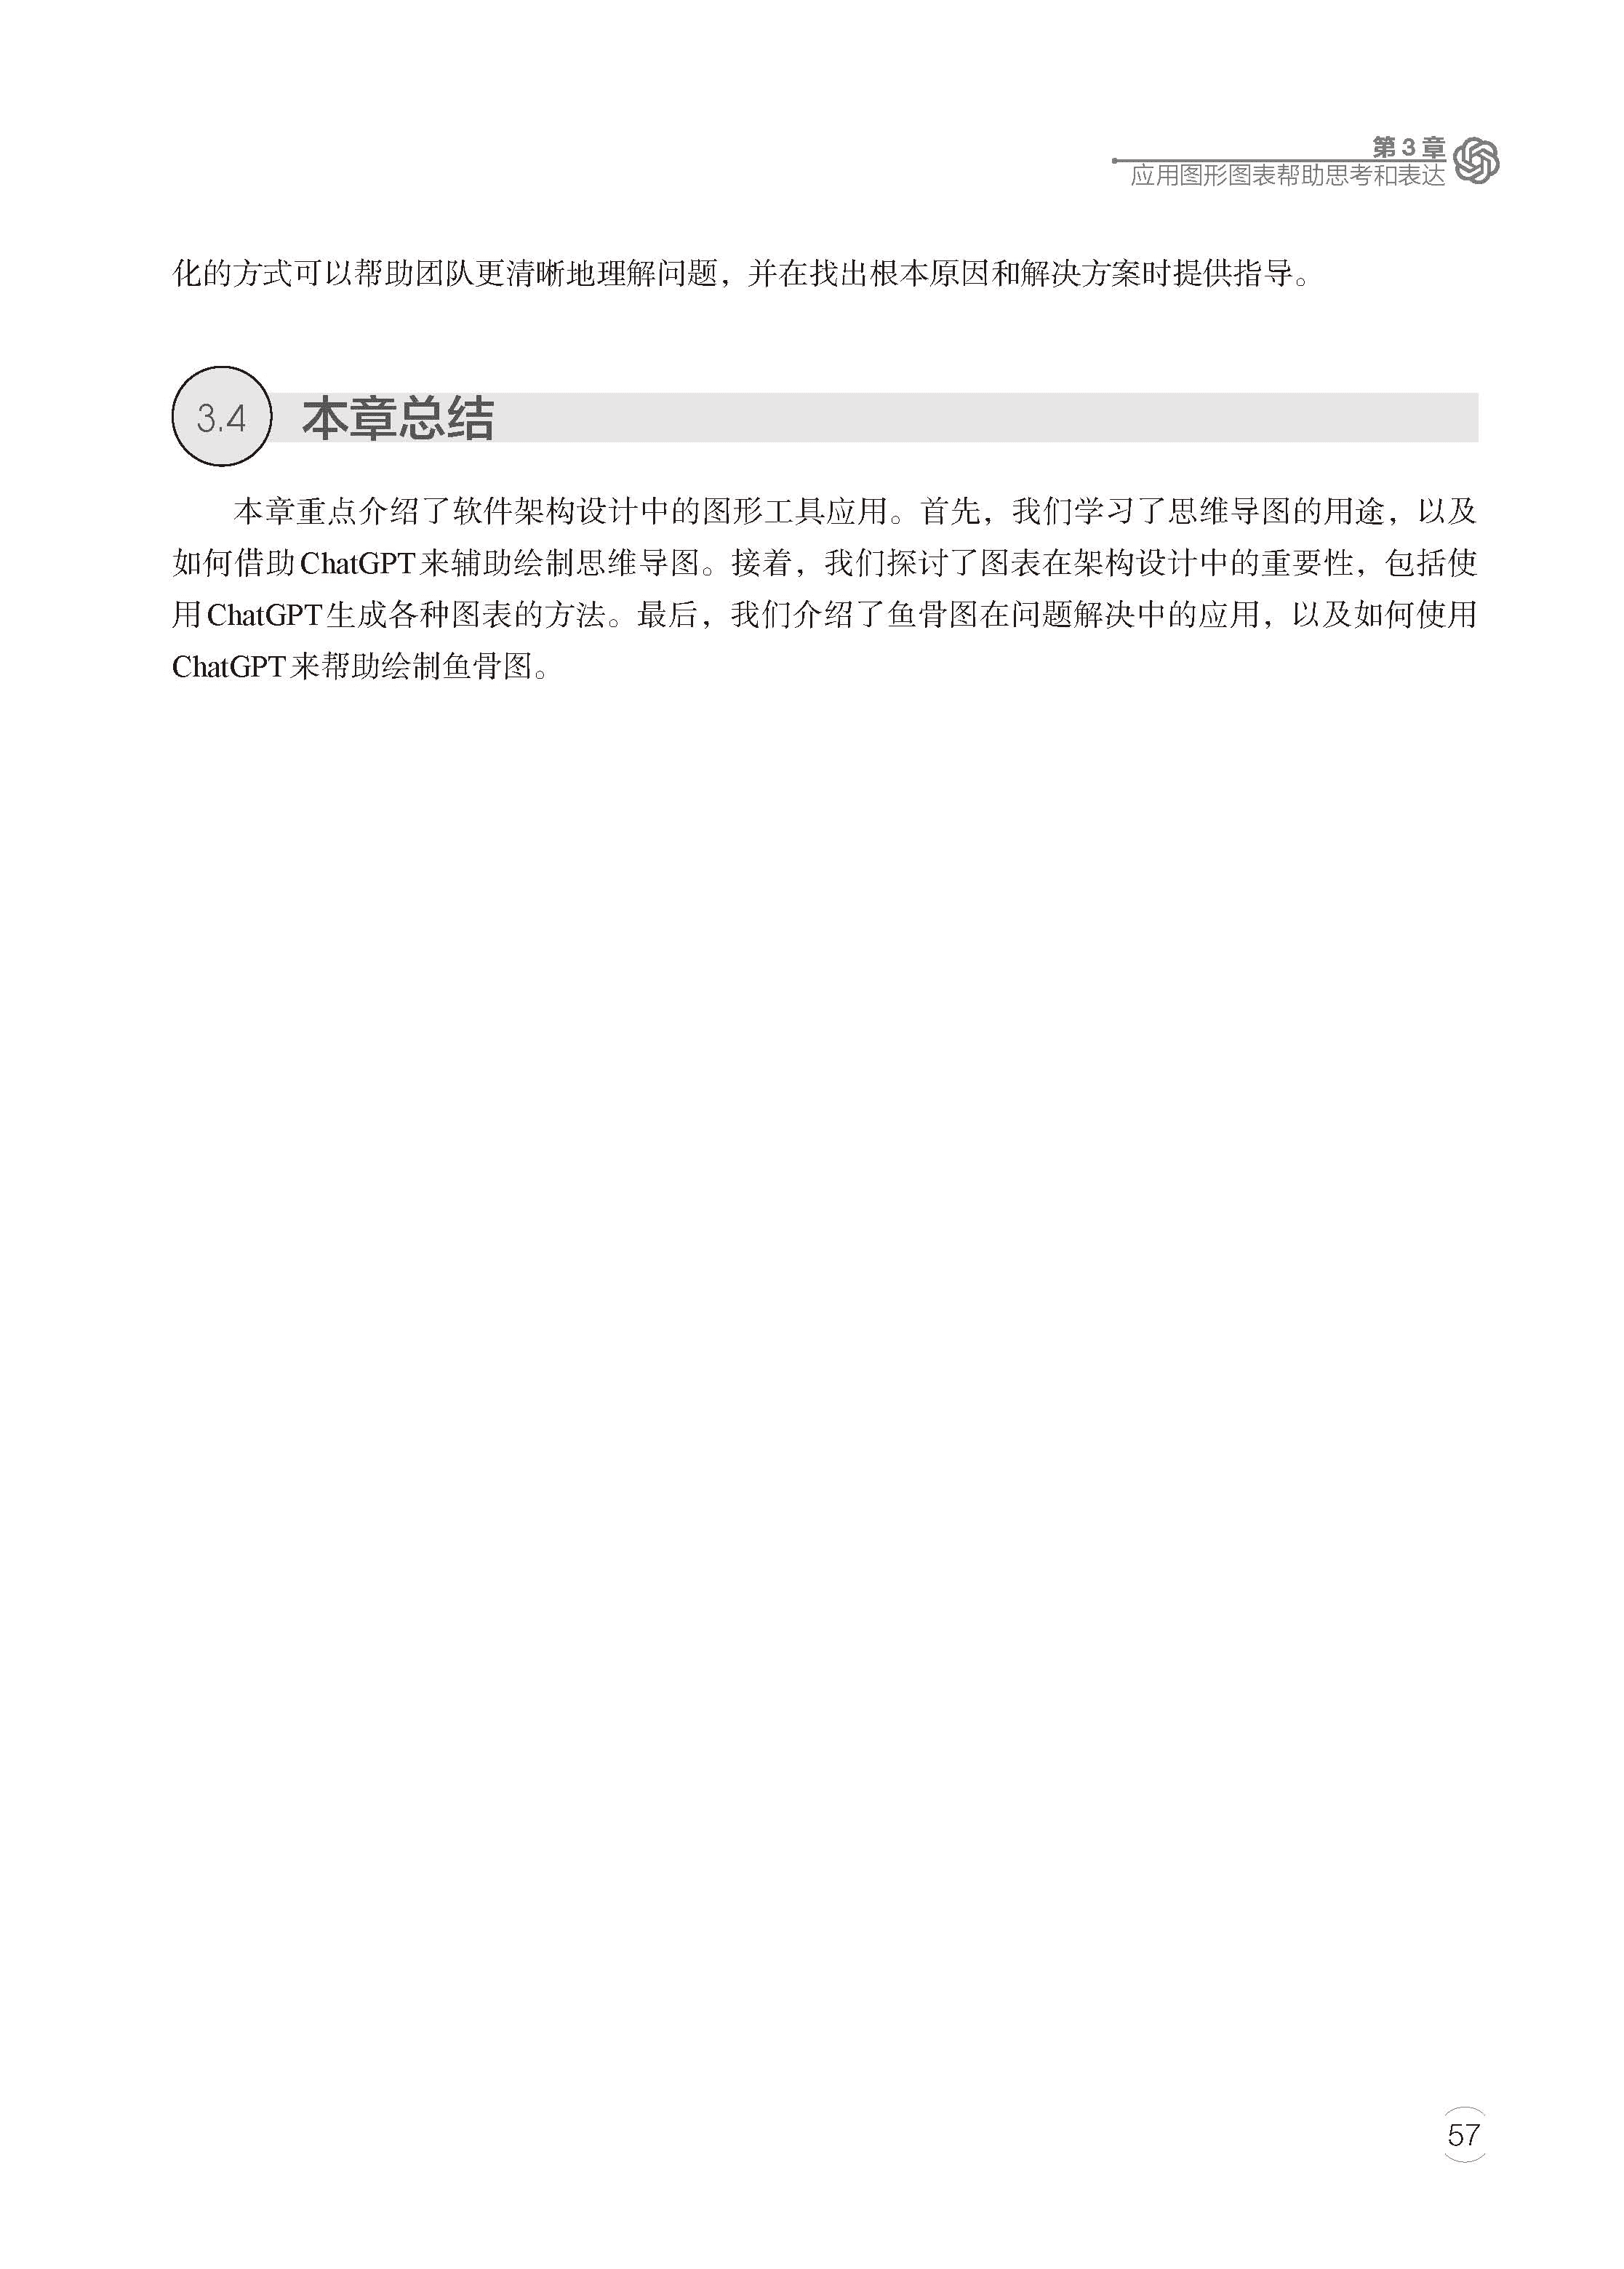 第3章
应用图形图表帮助思考和表达
化的方式可以帮助团队更清晰地理解问题，并在找出根本原因和解决方案时提供指导。
3.4 本章总结
本章重点介绍了软件架构设计中的图形工具应用。首先，我们学习了思维导图的用途，以及
如何借助ChatGPT来辅助绘制思维导图。接着，我们探讨了图表在架构设计中的重要性，包括使
用ChatGPT生成各种图表的方法。最后，我们介绍了鱼骨图在问题解决中的应用，以及如何使用
ChatGPT来帮助绘制鱼骨图。
57